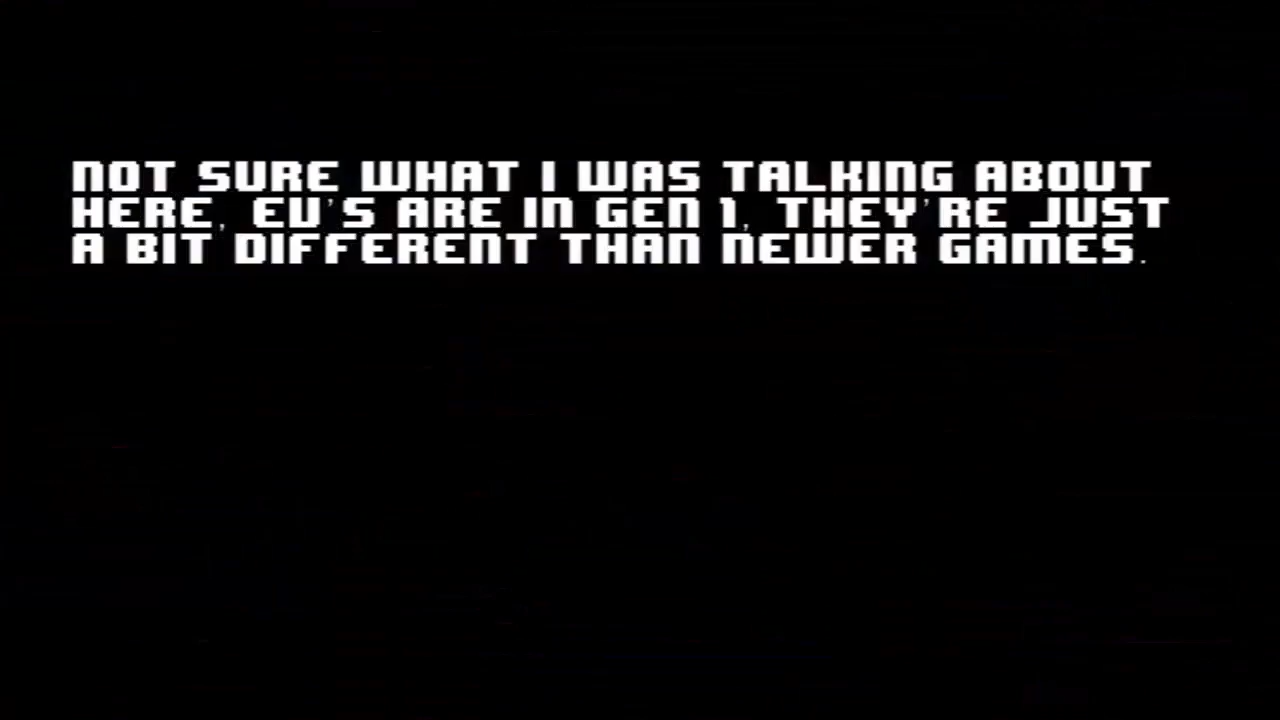 NOT SURE WHAT I WAS TALKING ABOUT
HERE, EV'S ARE IN GEN 1, THEY'RE JUST
A BIT DIFFERENT THAN NEWER GAMES.